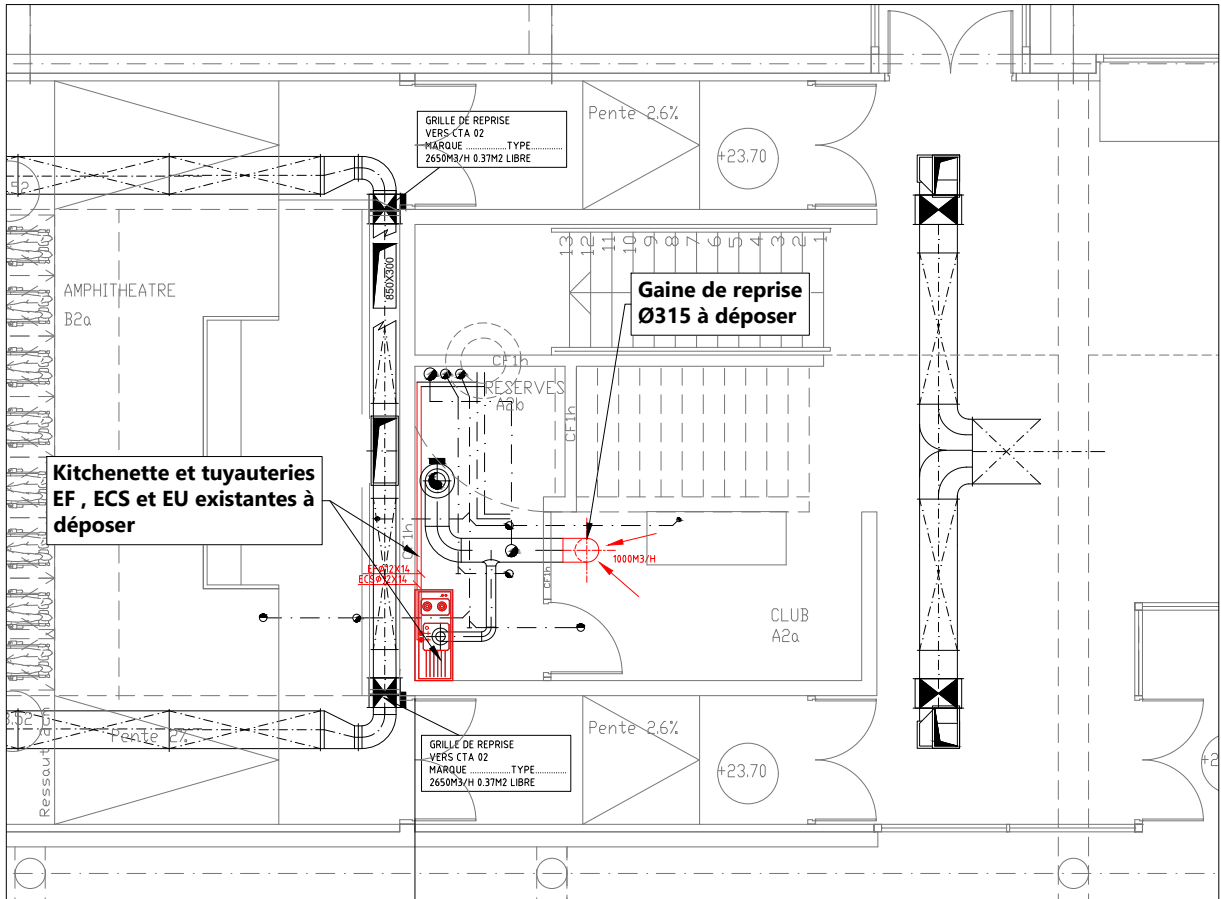 GRILLE DE REPRISE
VERS CTA 02
MARQUE ................TYPE............
2650M3/H 0.37M2 LIBRE
Pente 2.6%
+23.70
13 12 11 10 9 8 7 6 5 4 3 2 1
850X300
AMPHITHEATRE
B2a
Gaine de reprise
Ø315 à déposer
CF1h
RESERVES
A2b
CF1h
Kitchenette et tuyauteries
EF , ECS et EU existantes à
déposer
CF1h
EFØ12X14
ECSØ12X14
1000M3/H
CF1h
CLUB
A2a
Pente 2%
Pente 2.6%
+23.70
GRILLE DE REPRISE
VERS CTA 02
MARQUE ................TYPE............
2650M3/H 0.37M2 LIBRE